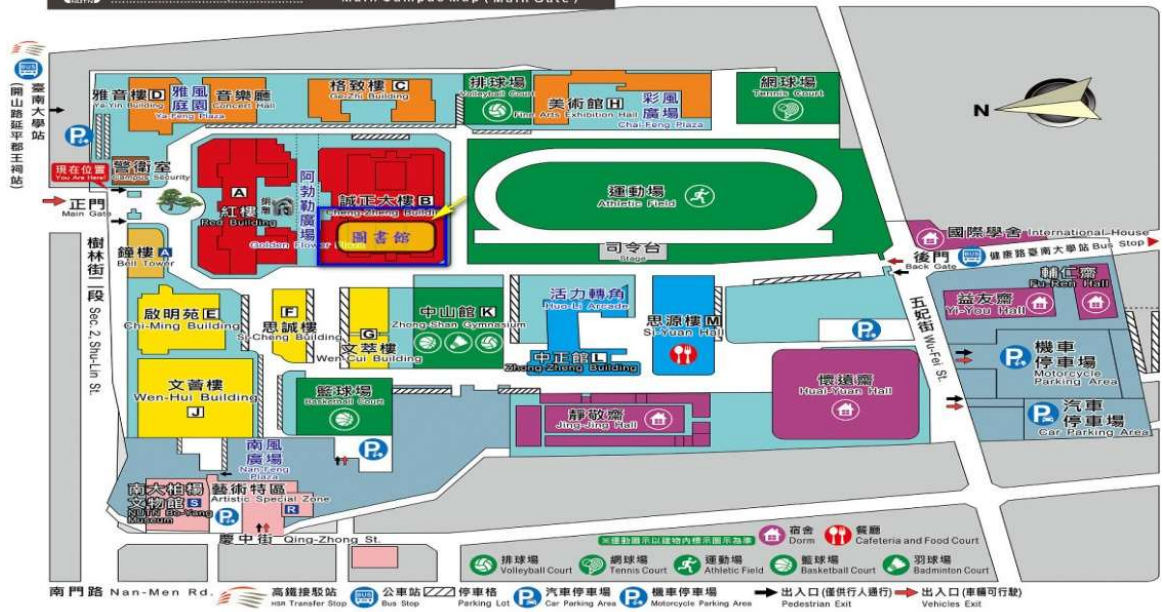 Main Campus Map ( Main Gate )
臺南大學站
(開山路延平郡王祠站)
雅音樓 D
Ya-Yin Building
雅風庭園
Ya-Feng Plaza
音樂廳
Concert Hall
格致樓 C
Ge-Zhi Building
排球場
Volleyball Court
美術館 H
Fine Arts Exhibition Hall
彩風廣場
Chai-Feng Plaza
網球場
Tennis Court
N
警衛室
Campus Security
現在位置
You Are Here!
正門
Main Gate
A
紅樓
Red Building
阿勃勒廣場
誠正大樓 B
Cheng-Zheng Building
圖書館
運動場
Athletic Field
司令台
Stage
國際學舍 International House
後門
Back Gate
健康路臺南大學站 Bus Stop
鐘樓 A
Bell Tower
樹林街二段 Sec. 2, Shu-Lin St.
啟明苑 E
Chi-Ming Building
F
思誠樓
Si-Cheng Building
G
文萃樓
Wen-Cui Building
中山館 K
Zhong-Shan Gymnasium
活力轉角
Huo-Li Arcade
中正館 L
Zhong-Zheng Building
思源樓 M
Si-Yuan Hall
五妃街 Wu-Fei St.
輔仁齋
Fu-Ren Hall
益友齋
Yi-You Hall
機車停車場
Motorcycle Parking Area
汽車停車場
Car Parking Area
文薈樓
Wen-Hui Building
J
籃球場
Basketball Court
靜敬齋
Jing-Jing Hall
懷遠齋
Huai-Yuan Hall
南風廣場
Nan-Feng Plaza
南大柏楊文物館 S
NUTN Bo-Yang Museum
藝術特區
Artistic Special Zone
R
慶中街 Qing-Zhong St.
※運動圖示以建物內標示圖示為準
宿舍
Dorm
餐廳
Cafeteria and Food Court
排球場
Volleyball Court
網球場
Tennis Court
運動場
Athletic Field
籃球場
Basketball Court
羽球場
Badminton Court
南門路 Nan-Men Rd.
高鐵接駁站
HSR Transfer Stop
公車站
Bus Stop
停車格
Parking Lot
汽車停車場
Car Parking Area
機車停車場
Motorcycle Parking Area
出入口(僅供行人通行)
Pedestrian Exit
出入口(車輛可行駛)
Vehicles Exit